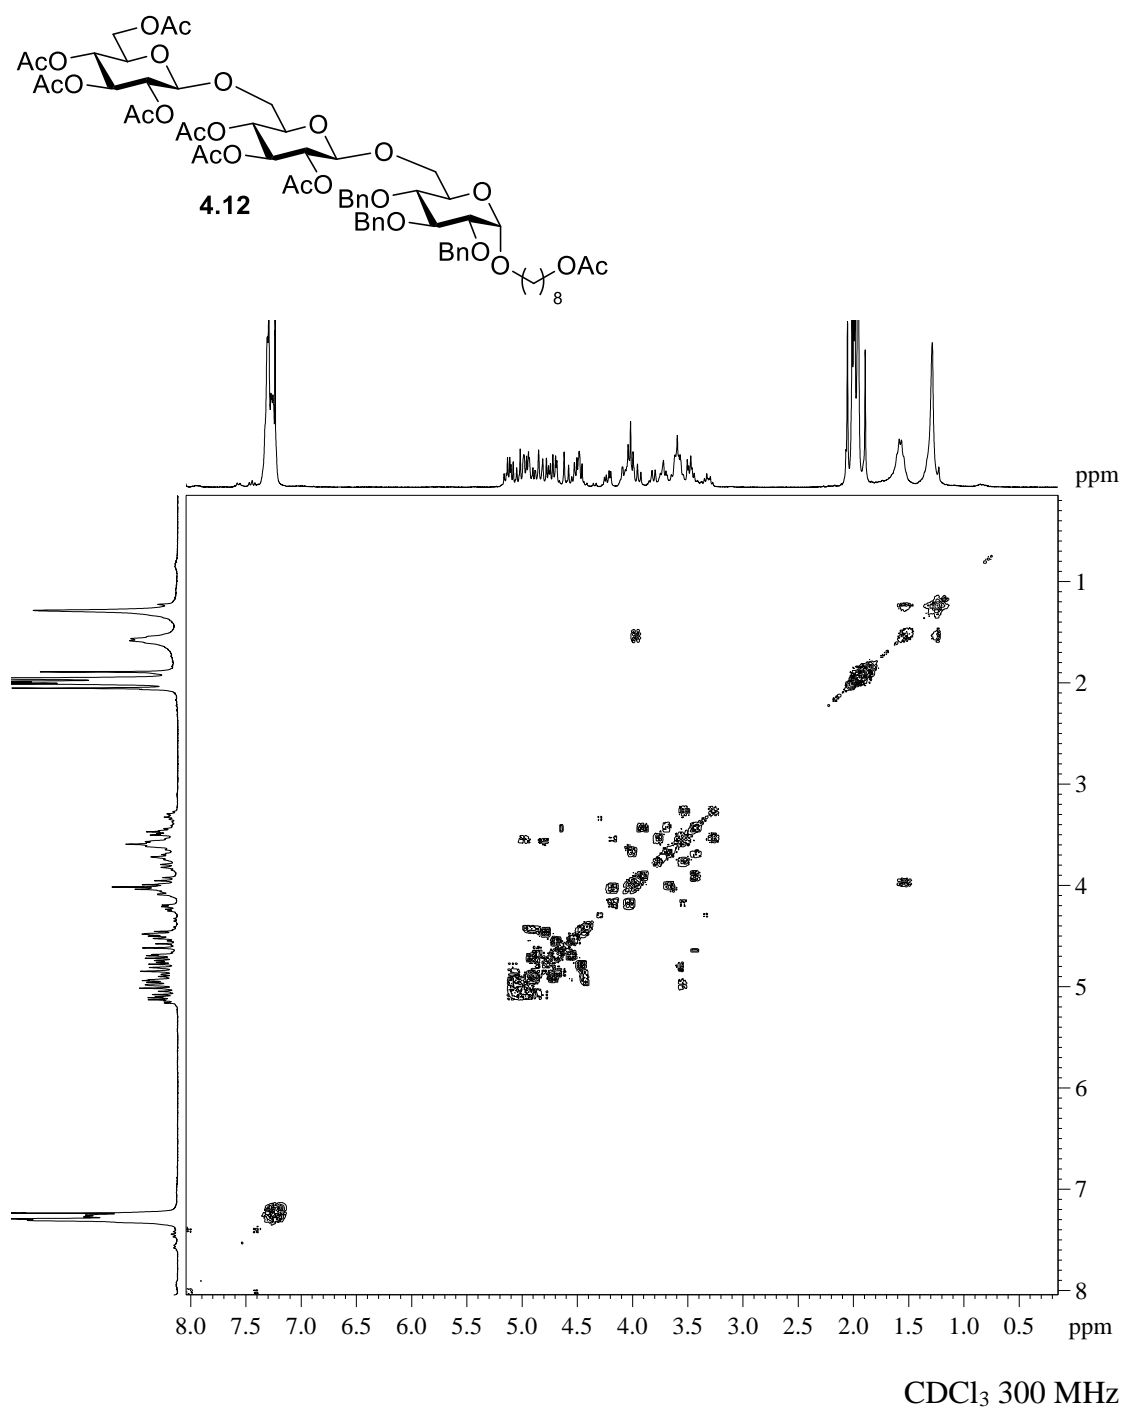 OAc
AcO
O
AcO
O
AcO
AcO
O
AcO
O
AcO
BnO
O
4.12
BnO
BnO
O
OAc
8
ppm
1
2
3
4
5
6
7
8
8.0 7.5 7.0 6.5 6.0 5.5 5.0 4.5 4.0 3.5 3.0 2.5 2.0 1.5 1.0 0.5 ppm
CDCl₃ 300 MHz